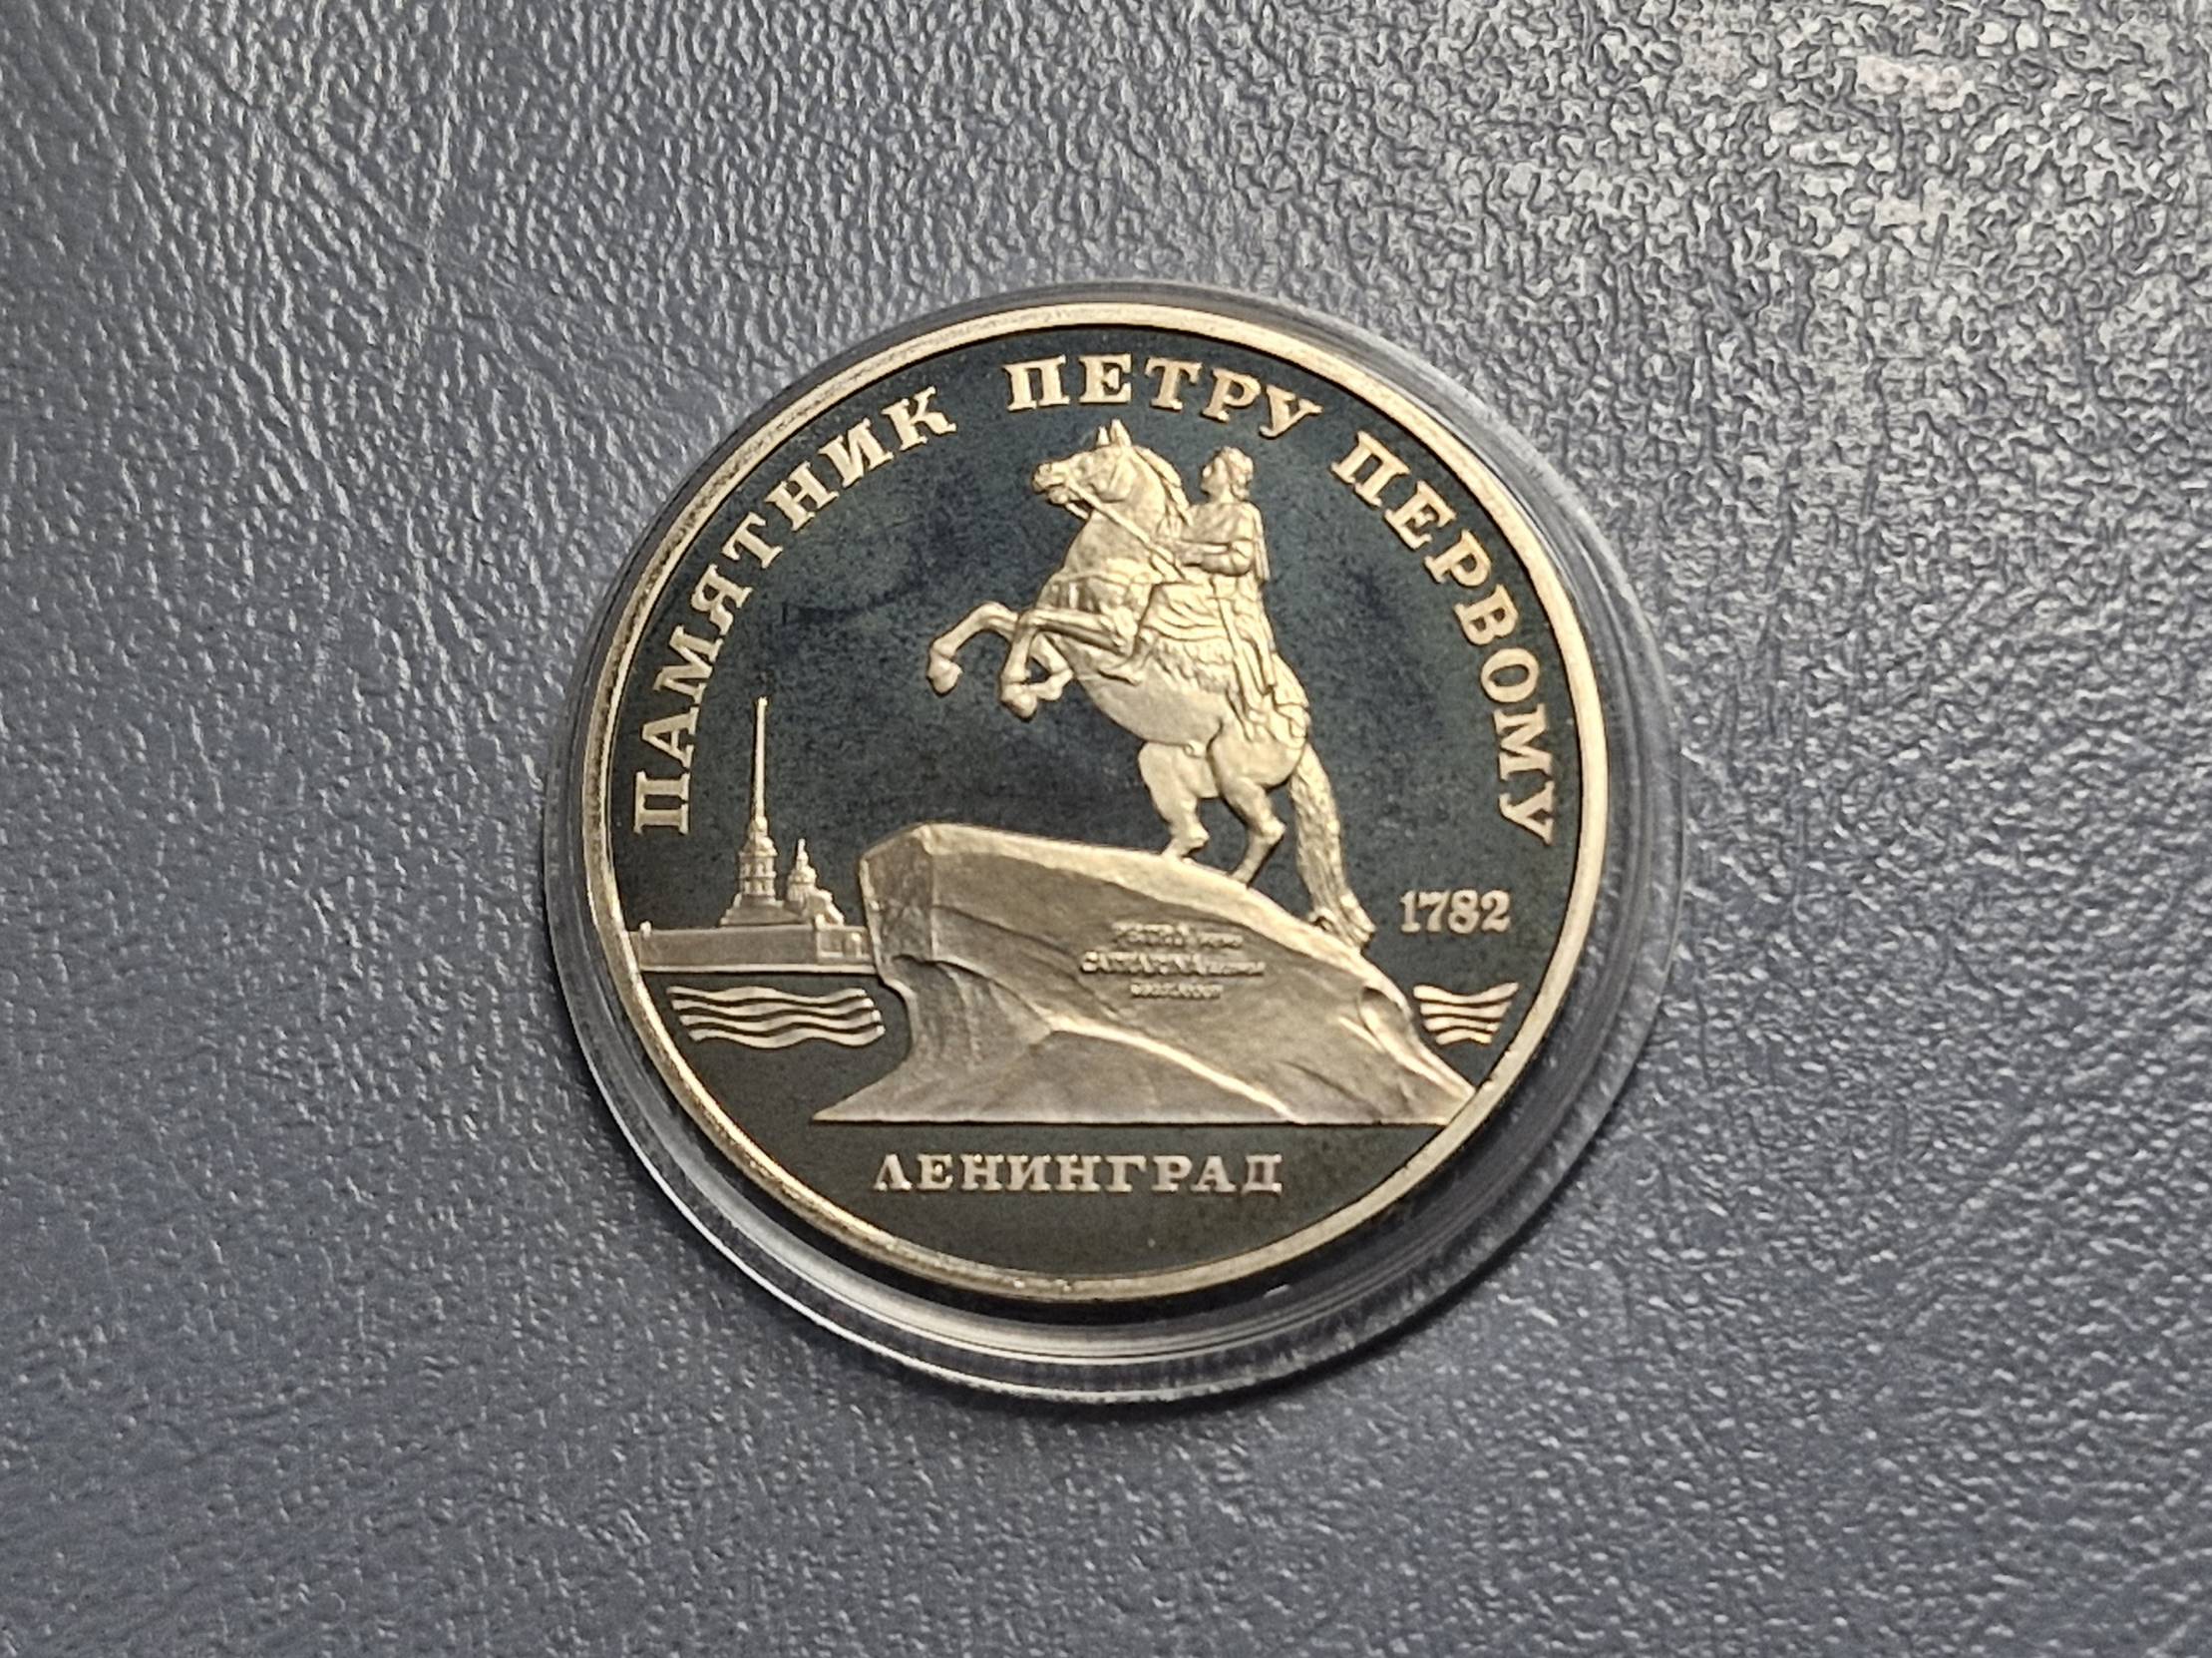 ПАМЯТНИК ПЕТРУ ПЕРВОМУ
1782
ЛЕНИНГРАД